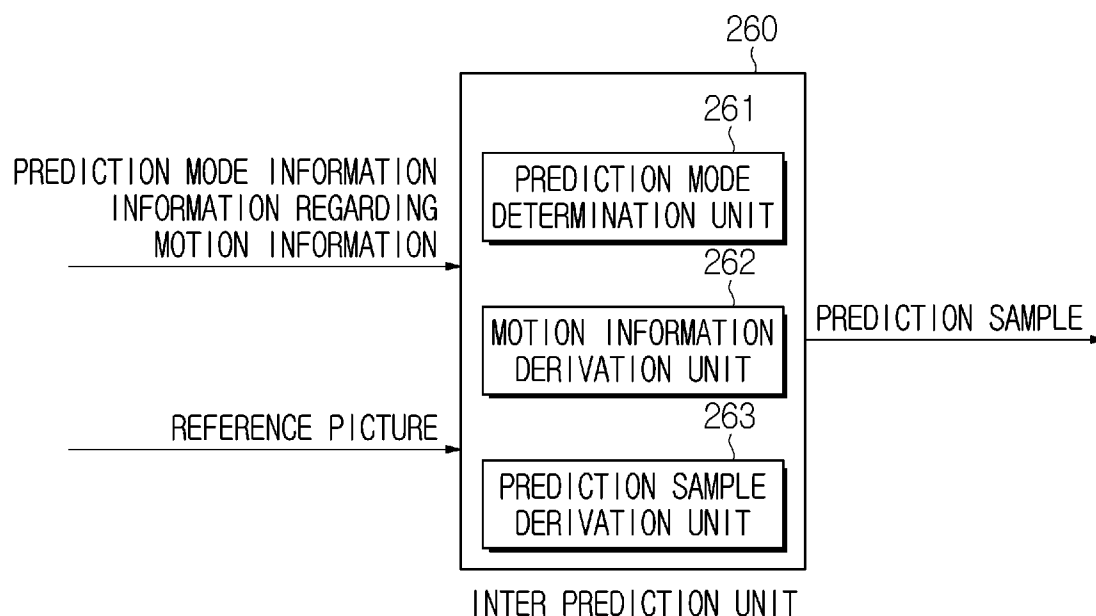 260
261
PREDICTION MODE INFORMATION
INFORMATION REGARDING
MOTION INFORMATION
PREDICTION MODE
DETERMINATION UNIT
262
MOTION INFORMATION
DERIVATION UNIT
PREDICTION SAMPLE
REFERENCE PICTURE
263
PREDICTION SAMPLE
DERIVATION UNIT
INTER PREDICTION UNIT